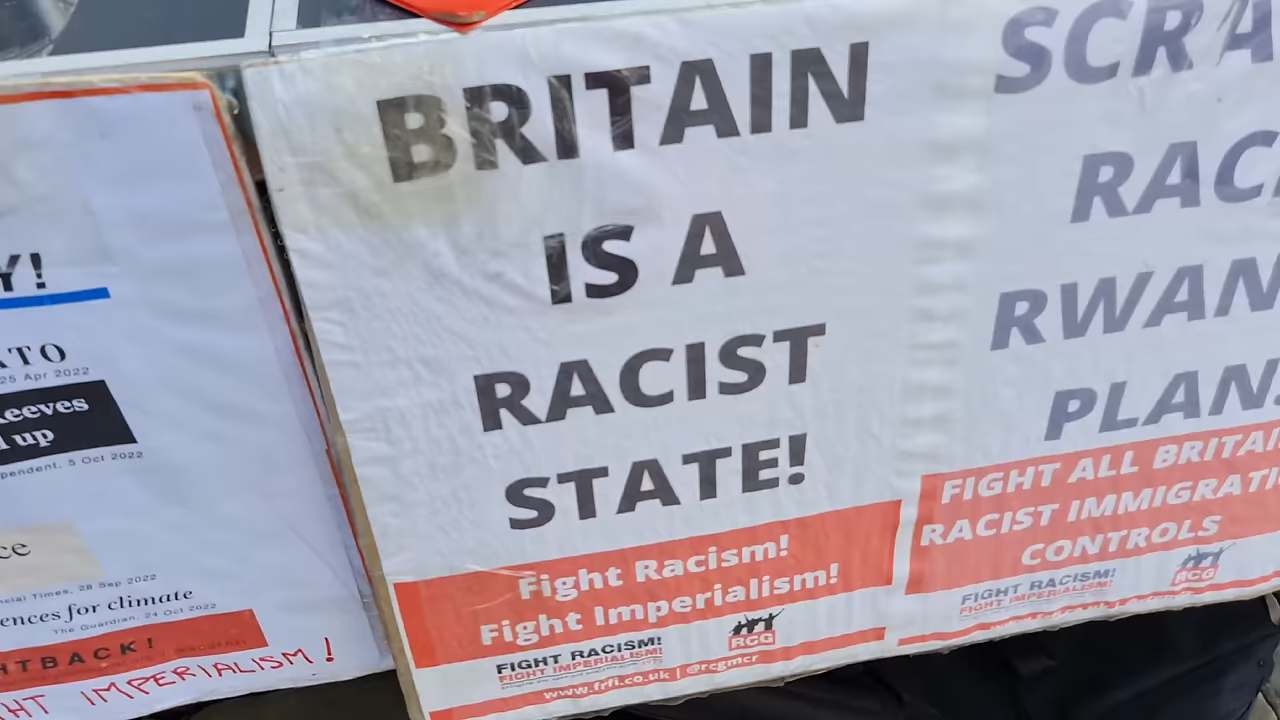 Y!
ATO
25 Apr 2022
Reeves
up
pendent, 5 Oct 2022
ce
cial Times, 28 Sep 2022
ences for climate
The Guardian, 24 Oct 2022
HTBACK!
HT IMPERIALISM!
BRITAIN
IS A
RACIST
STATE!
Fight Racism!
Fight Imperialism!
FIGHT RACISM!
FIGHT IMPERIALISM!
RCG
www.frfi.co.uk | @rcgmcr
SCRA
RACI
RWAN
PLAN
FIGHT ALL BRITAI
RACIST IMMIGRATI
CONTROLS
FIGHT RACISM!
FIGHT IMPERIALISM!
RCG